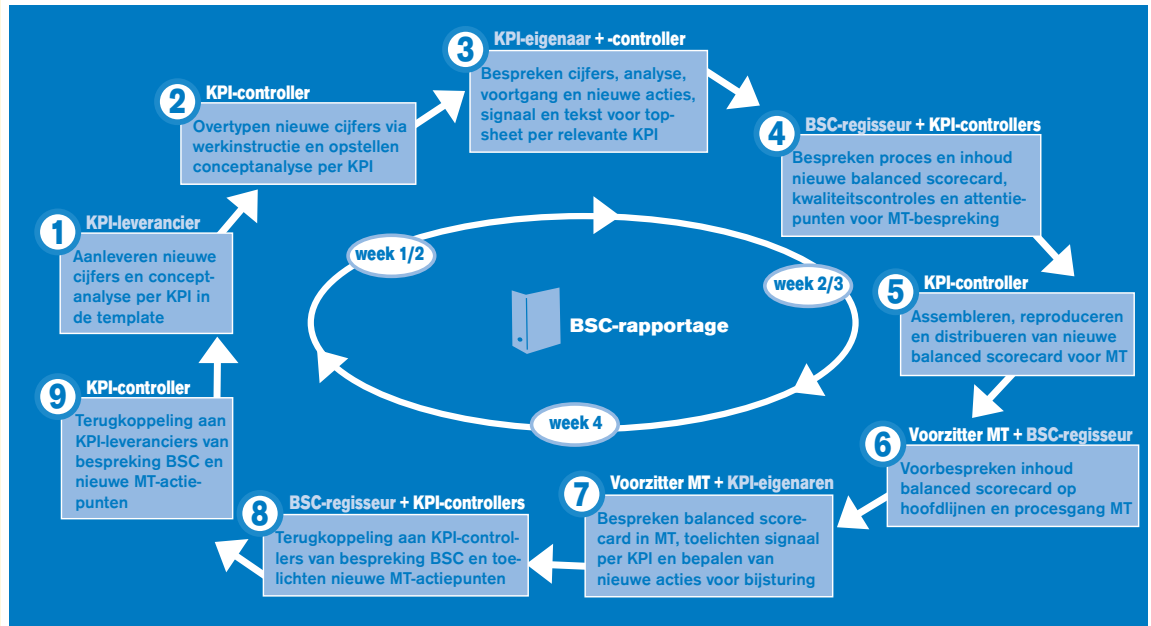 1
KPI-leverancier
Aanleveren nieuwe
cijfers en concept-
analyse per KPI in
de template
2
KPI-controller
Overtypen nieuwe cijfers via
werkinstructie en opstellen
conceptanalyse per KPI
3
KPI-eigenaar + -controller
Bespreken cijfers, analyse,
voortgang en nieuwe acties,
signaal en tekst voor top-
sheet per relevante KPI
4
BSC-regisseur + KPI-controllers
Bespreken proces en inhoud
nieuwe balanced scorecard,
kwaliteitscontroles en attentie-
punten voor MT-bespreking
5
KPI-controller
Assembleren, reproduceren
en distribueren van nieuwe
balanced scorecard voor MT
6
Voorzitter MT + BSC-regisseur
Voorbespreken inhoud
balanced scorecard op
hoofdlijnen en procesgang MT
7
Voorzitter MT + KPI-eigenaren
Bespreken balanced score-
card in MT, toelichten signaal
per KPI en bepalen van
nieuwe acties voor bijsturing
8
BSC-regisseur + KPI-controllers
Terugkoppeling aan KPI-control-
lers van bespreking BSC en toe-
lichten nieuwe MT-actiepunten
9
KPI-controller
Terugkoppeling aan
KPI-leveranciers van
bespreking BSC en
nieuwe MT-actie-
punten
week 1/2
week 2/3
week 4
BSC-rapportage